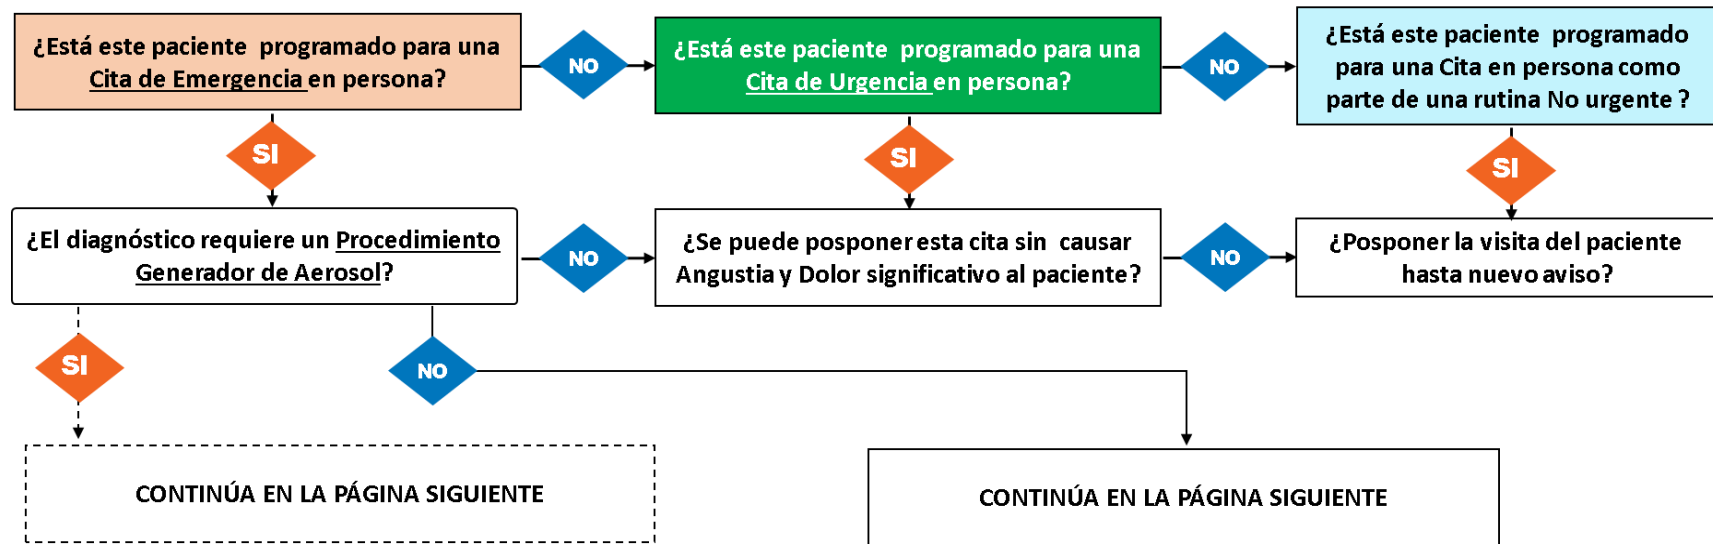 ¿Está este paciente programado para una
Cita de Emergencia en persona?
NO
¿Está este paciente programado para una
Cita de Urgencia en persona?
NO
¿Está este paciente programado
para una Cita en persona como
parte de una rutina No urgente ?
SI
SI
SI
¿El diagnóstico requiere un Procedimiento
Generador de Aerosol?
NO
¿Se puede posponer esta cita sin causar
Angustia y Dolor significativo al paciente?
NO
¿Posponer la visita del paciente
hasta nuevo aviso?
SI
NO
CONTINÚA EN LA PÁGINA SIGUIENTE
CONTINÚA EN LA PÁGINA SIGUIENTE